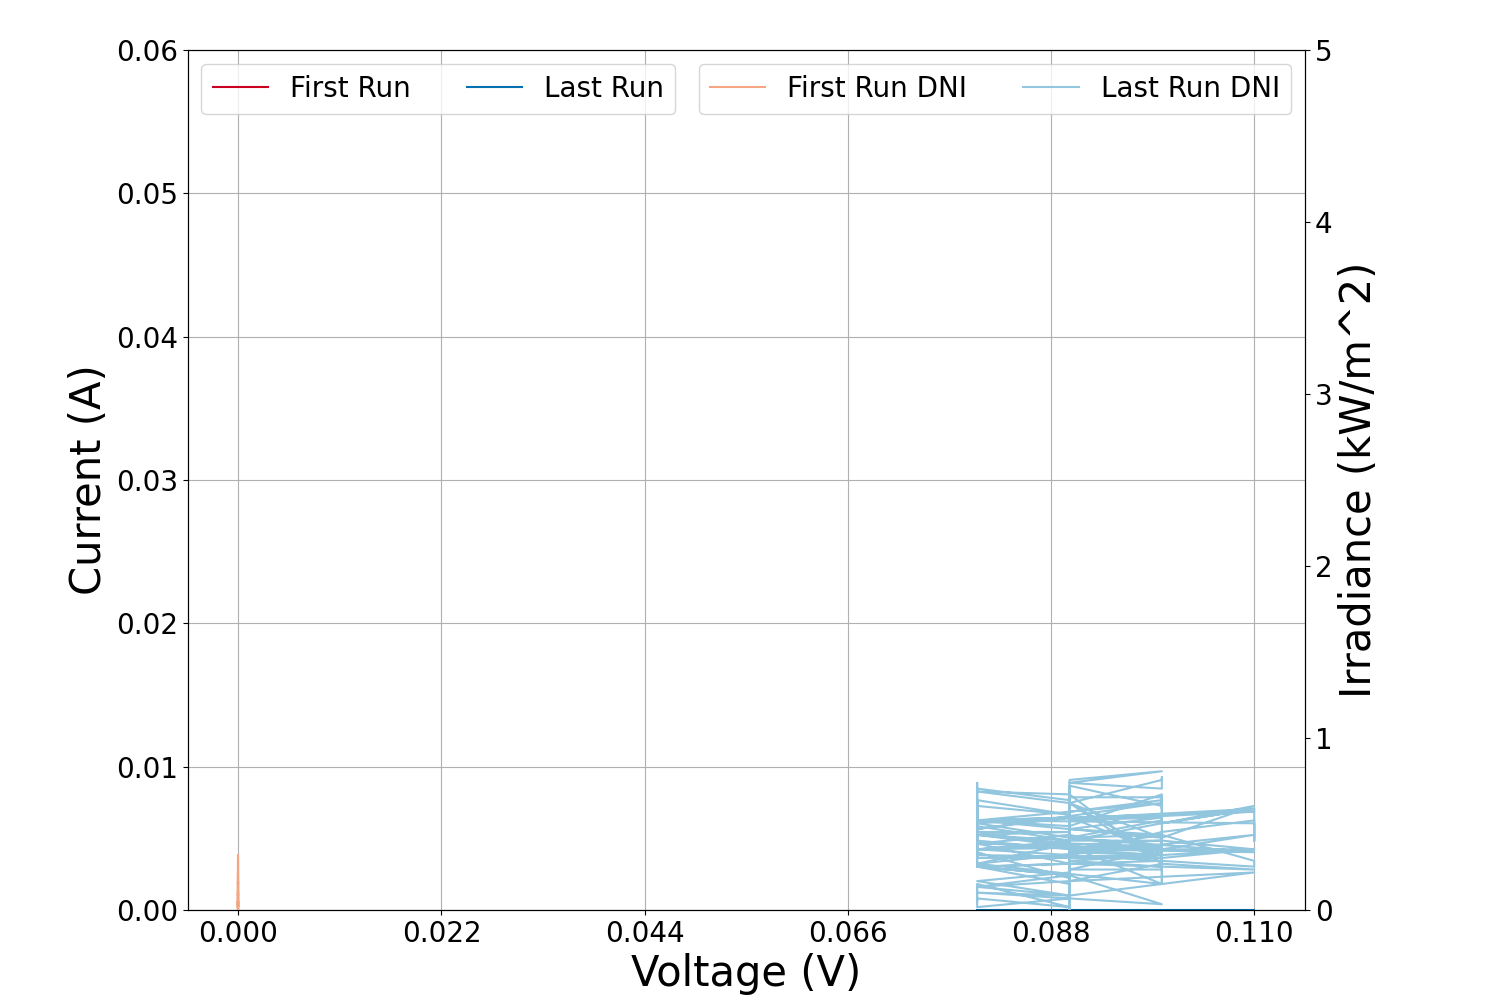 First Run
Last Run
First Run DNI
Last Run DNI
0.06
0.05
0.04
0.03
0.02
0.01
0.00
Current (A)
5
4
3
2
1
0
Irradiance (kW/m^2)
0.000 0.022 0.044 0.066 0.088 0.110
Voltage (V)